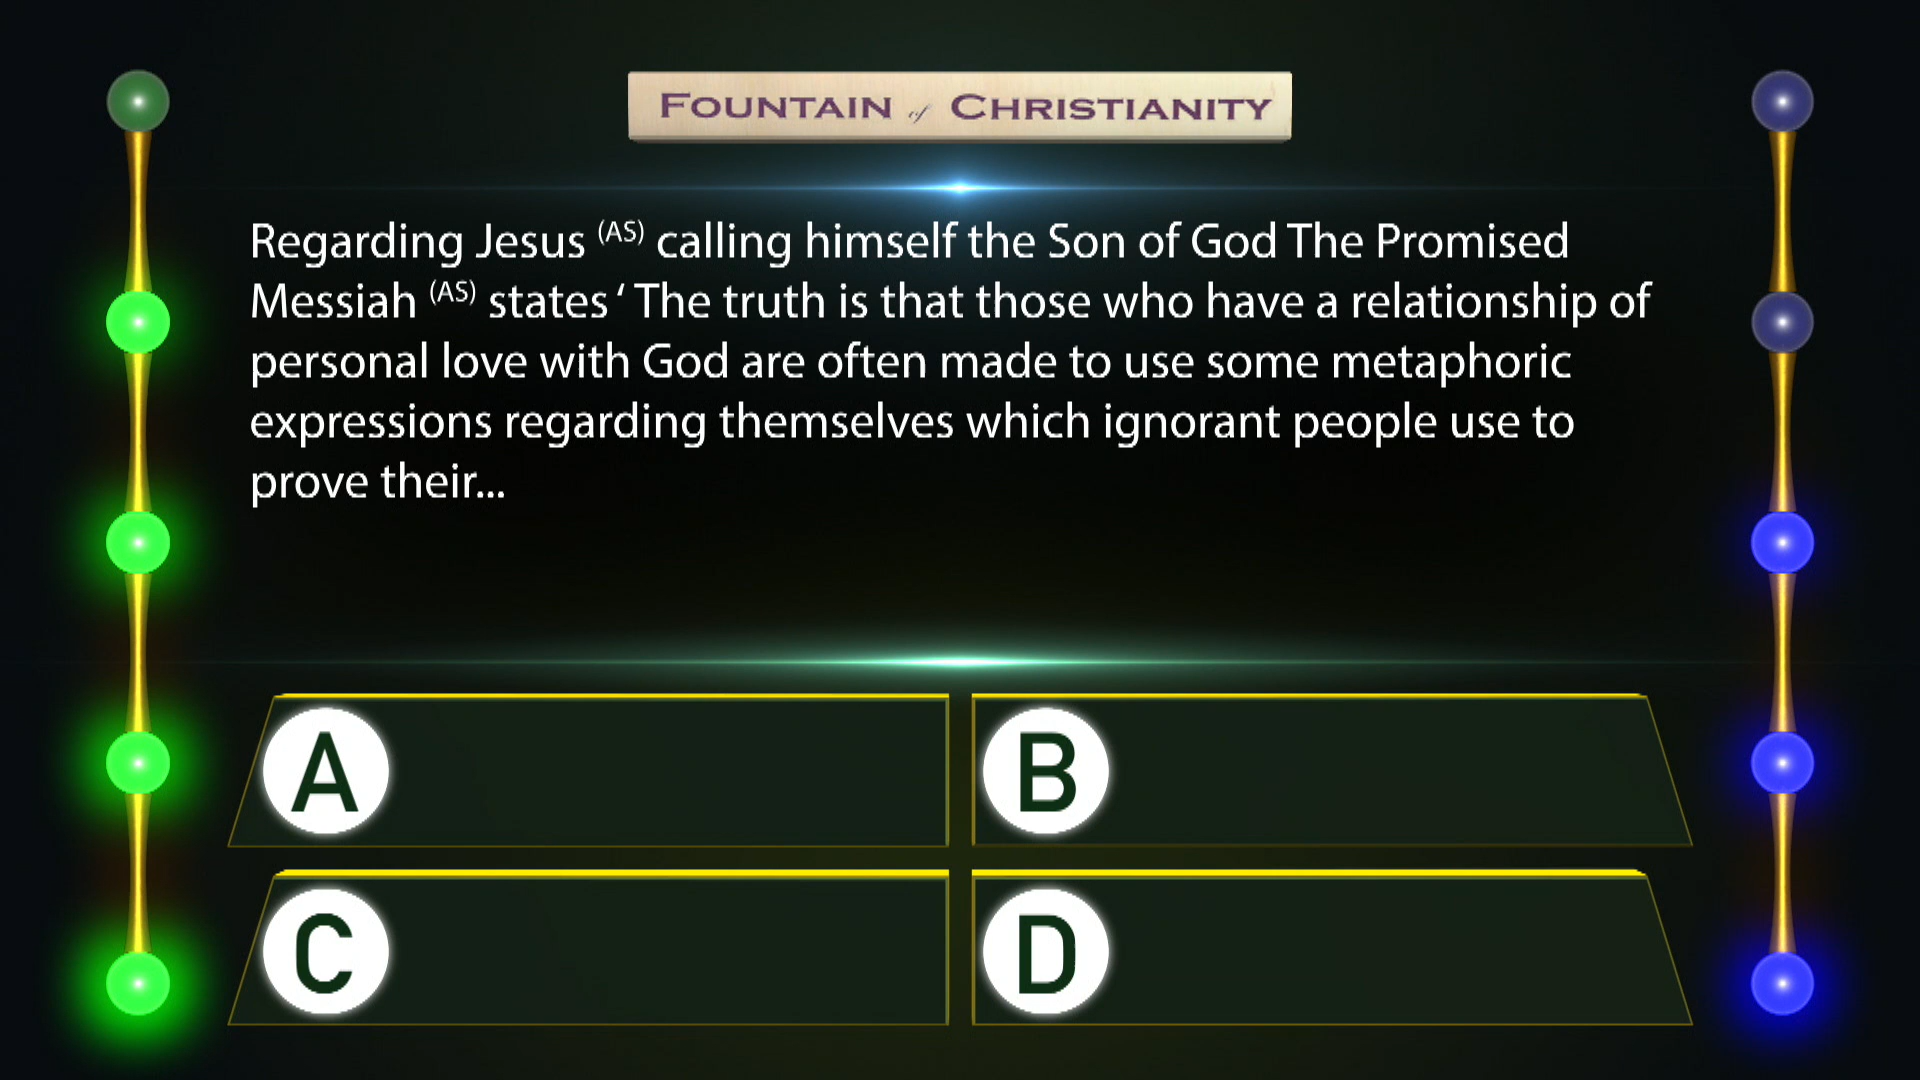 FOUNTAIN of CHRISTIANITY
Regarding Jesus (AS) calling himself the Son of God The Promised
Messiah (AS) states ‘ The truth is that those who have a relationship of
personal love with God are often made to use some metaphoric
expressions regarding themselves which ignorant people use to
prove their...
A
B
C
D